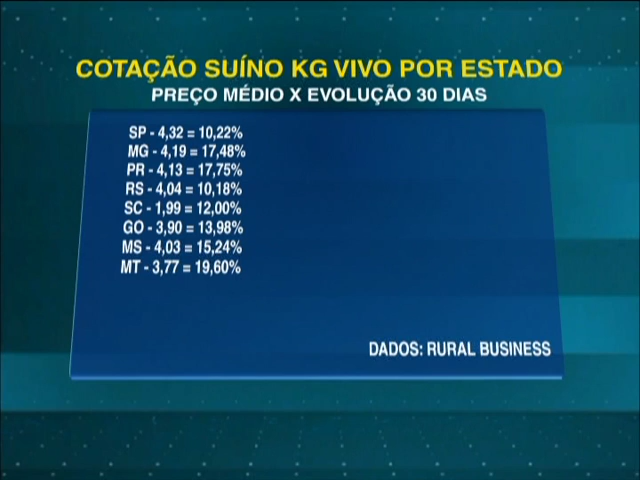 COTAÇÃO SUÍNO KG VIVO POR ESTADO
PREÇO MÉDIO X EVOLUÇÃO 30 DIAS
SP - 4,32 = 10,22%
MG - 4,19 = 17,48%
PR - 4,13 = 17,75%
RS - 4,04 = 10,18%
SC - 1,99 = 12,00%
GO - 3,90 = 13,98%
MS - 4,03 = 15,24%
MT - 3,77 = 19,60%
DADOS: RURAL BUSINESS